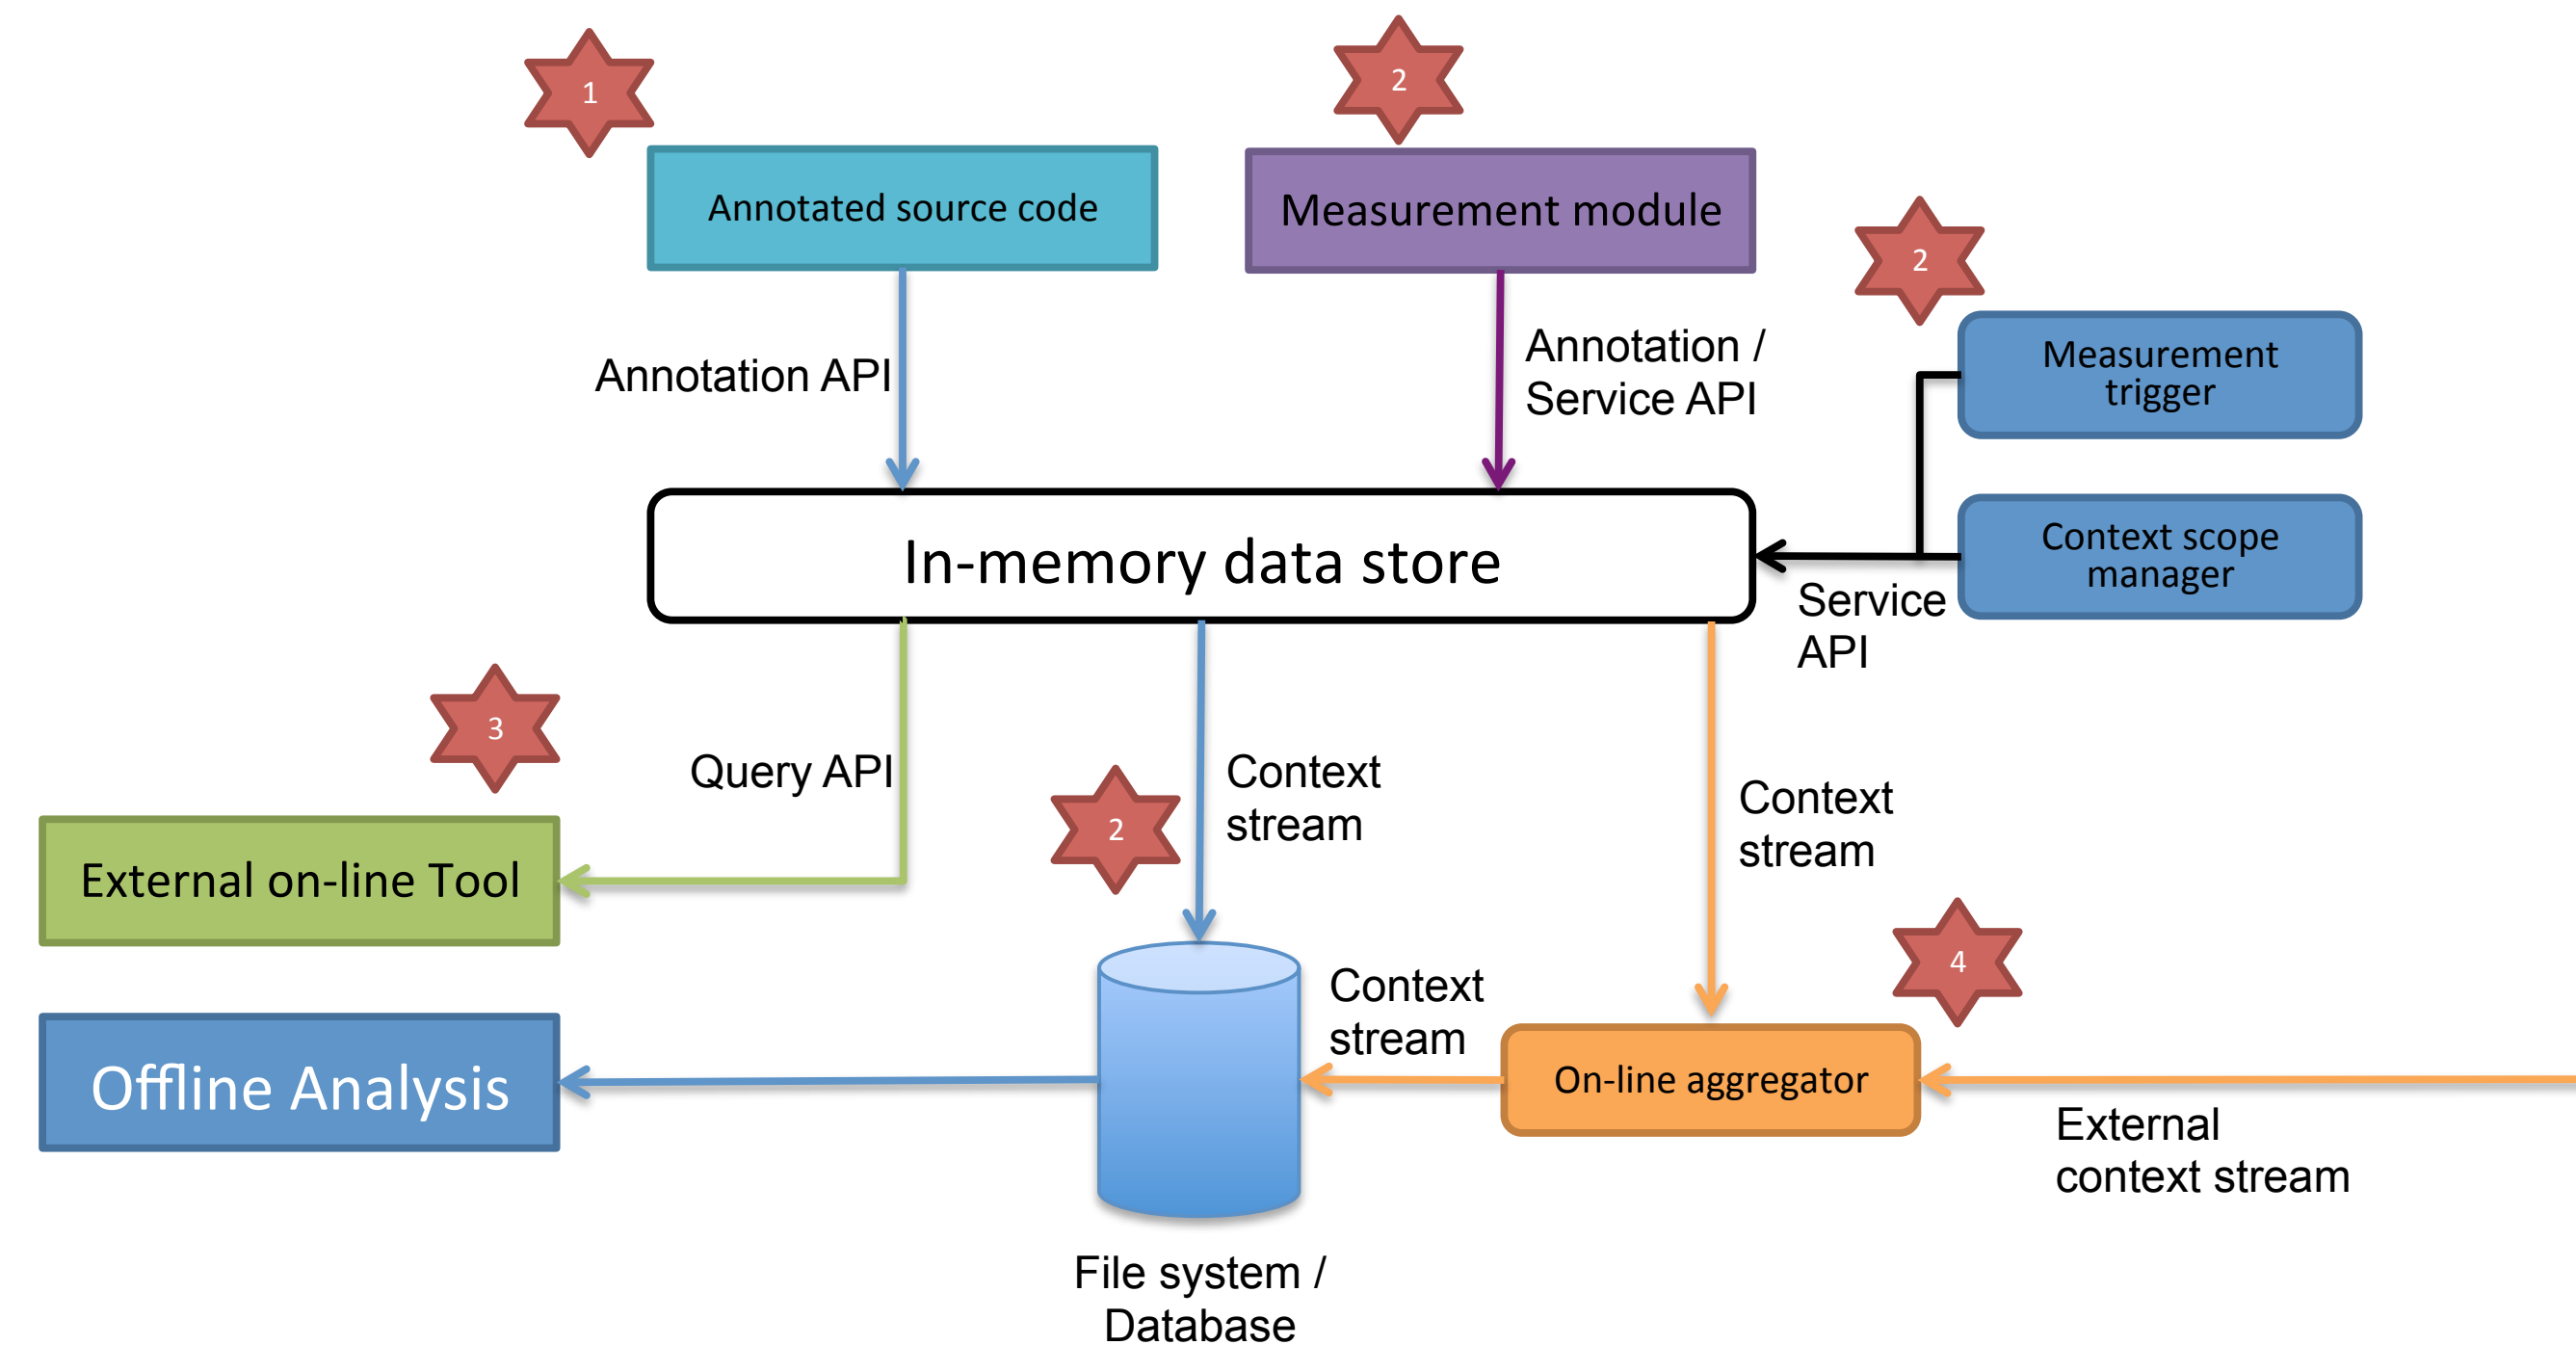 1
2
Annotated source code
Measurement module
2
Annotation API
Annotation /
Service API
Measurement
trigger
In-memory data store
Context scope
manager
Service
API
3
Query API
2
Context
stream
Context
stream
External on-line Tool
4
Offline Analysis
Context
stream
On-line aggregator
External
context stream
File system /
Database